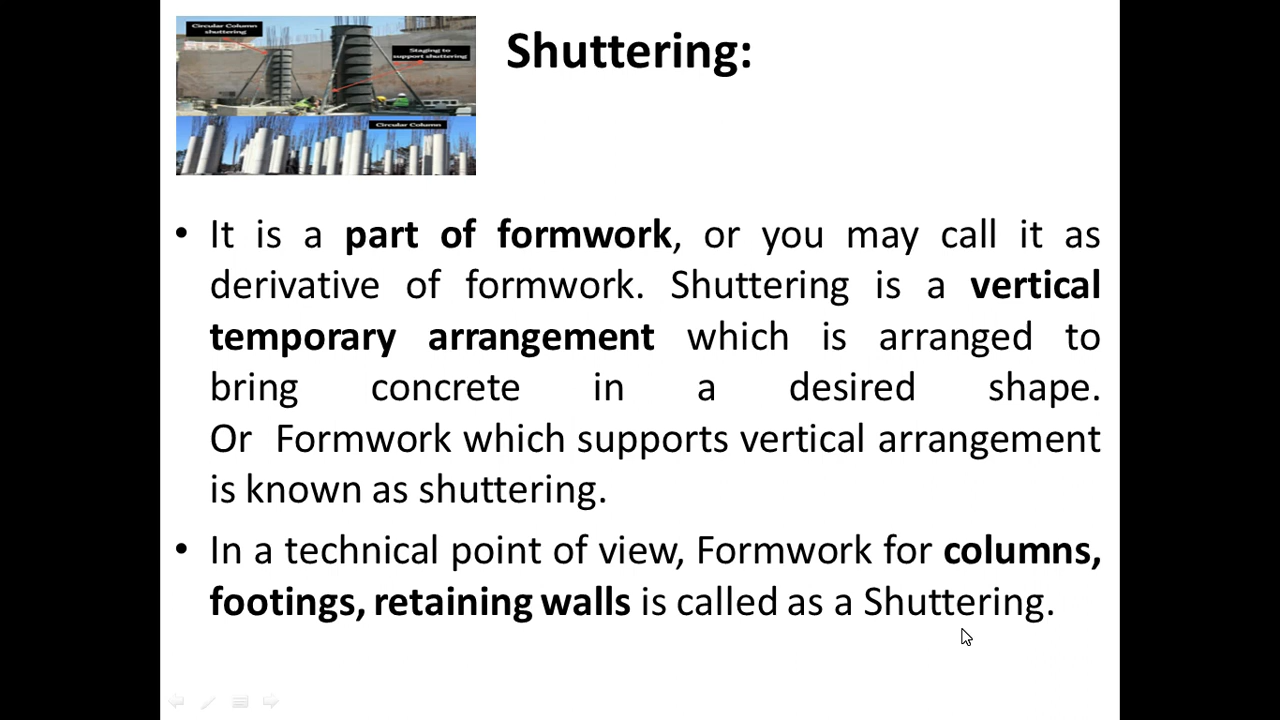 Circular Column
shuttering
Staging to
support shuttering
Circular Column
Shuttering:
• It is a part of formwork, or you may call it as
derivative of formwork. Shuttering is a vertical
temporary arrangement which is arranged to
bring concrete in a desired shape.
Or Formwork which supports vertical arrangement
is known as shuttering.
• In a technical point of view, Formwork for columns,
footings, retaining walls is called as a Shuttering.